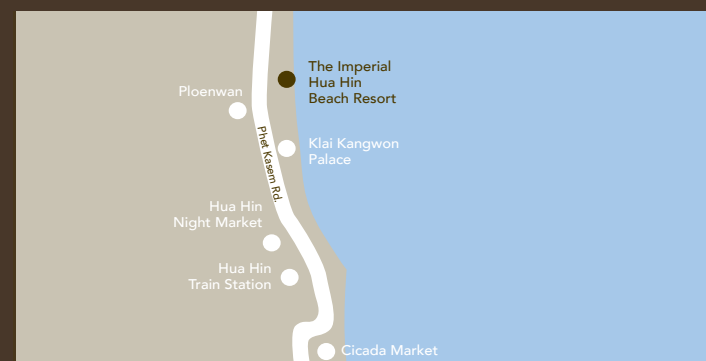 The Imperial
Hua Hin
Beach Resort
Ploenwan
Phet Kasem Rd.
Klai Kangwon
Palace
Hua Hin
Night Market
Hua Hin
Train Station
Cicada Market